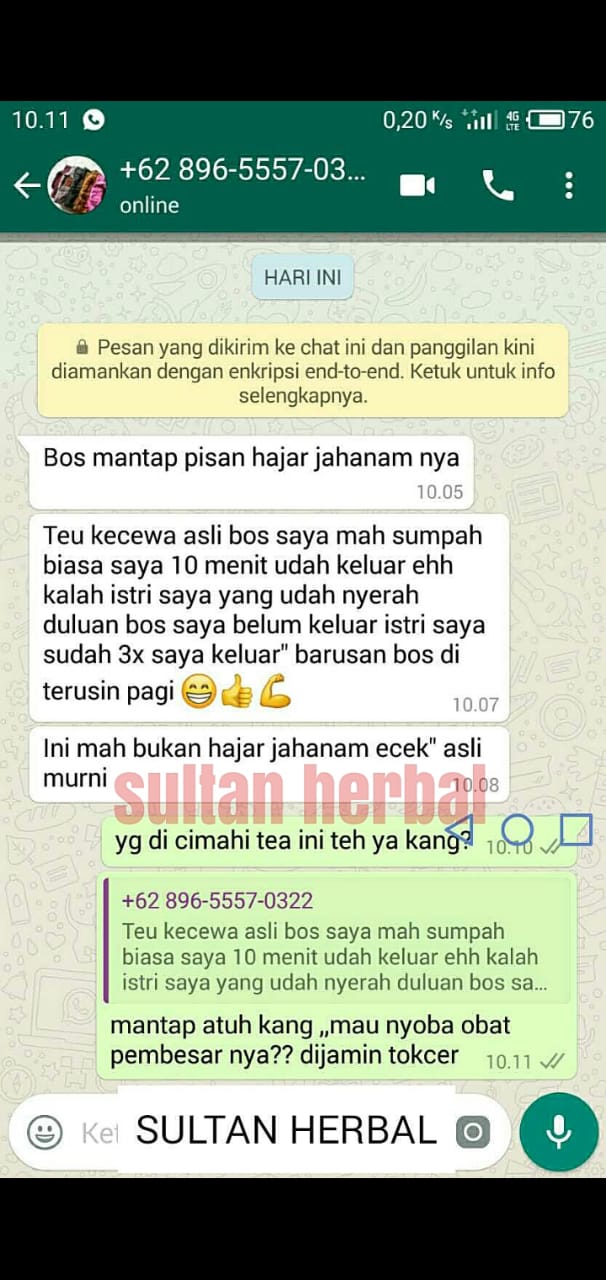 10.11
0,20 K/s 4G LTE 76
+62 896-5557-03...
online
HARI INI
Pesan yang dikirim ke chat ini dan panggilan kini
diamankan dengan enkripsi end-to-end. Ketuk untuk info
selengkapnya.
Bos mantap pisan hajar jahanam nya
10.05
Teu kecewa asli bos saya mah sumpah
biasa saya 10 menit udah keluar ehh
kalah istri saya yang udah nyerah
duluan bos saya belum keluar istri saya
sudah 3x saya keluar" barusan bos di
terusin pagi 😁👍💪
10.07
Ini mah bukan hajar jahanam ecek" asli
murni
10.08
sultan herbal
yg di cimahi tea ini teh ya kang?
10.10
+62 896-5557-0322
Teu kecewa asli bos saya mah sumpah
biasa saya 10 menit udah keluar ehh kalah
istri saya yang udah nyerah duluan bos sa...
mantap atuh kang ,,mau nyoba obat
pembesar nya?? dijamin tokcer
10.11
Ket
SULTAN HERBAL